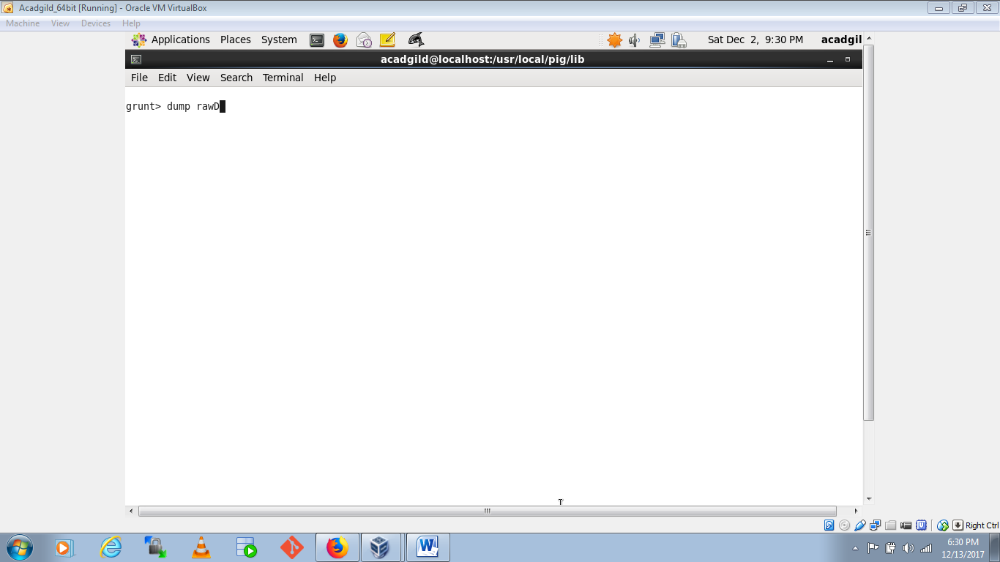 Acadgild_64bit [Running] - Oracle VM VirtualBox
Machine View Devices Help
Applications Places System Sat Dec 2, 9:30 PM acadgil
acadgild@localhost:/usr/local/pig/lib
File Edit View Search Terminal Help
grunt> dump rawD
Right Ctrl
6:30 PM
12/13/2017